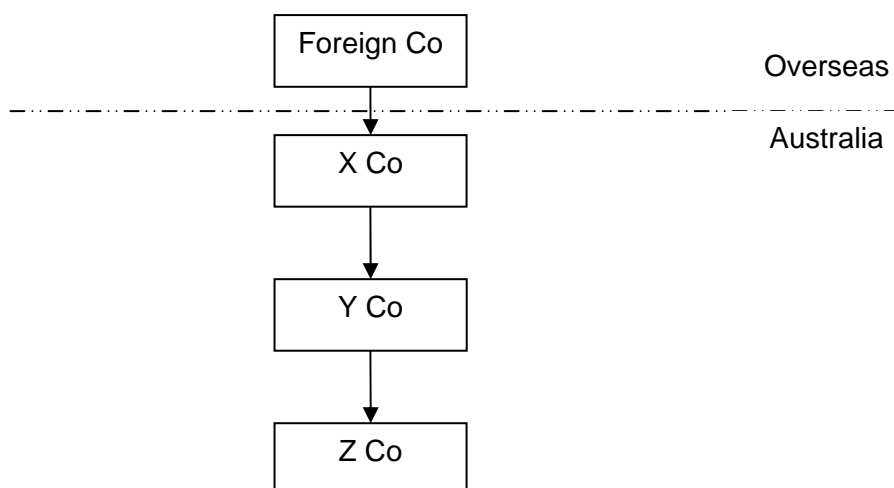 Foreign Co
Overseas
Australia
X Co
Y Co
Z Co